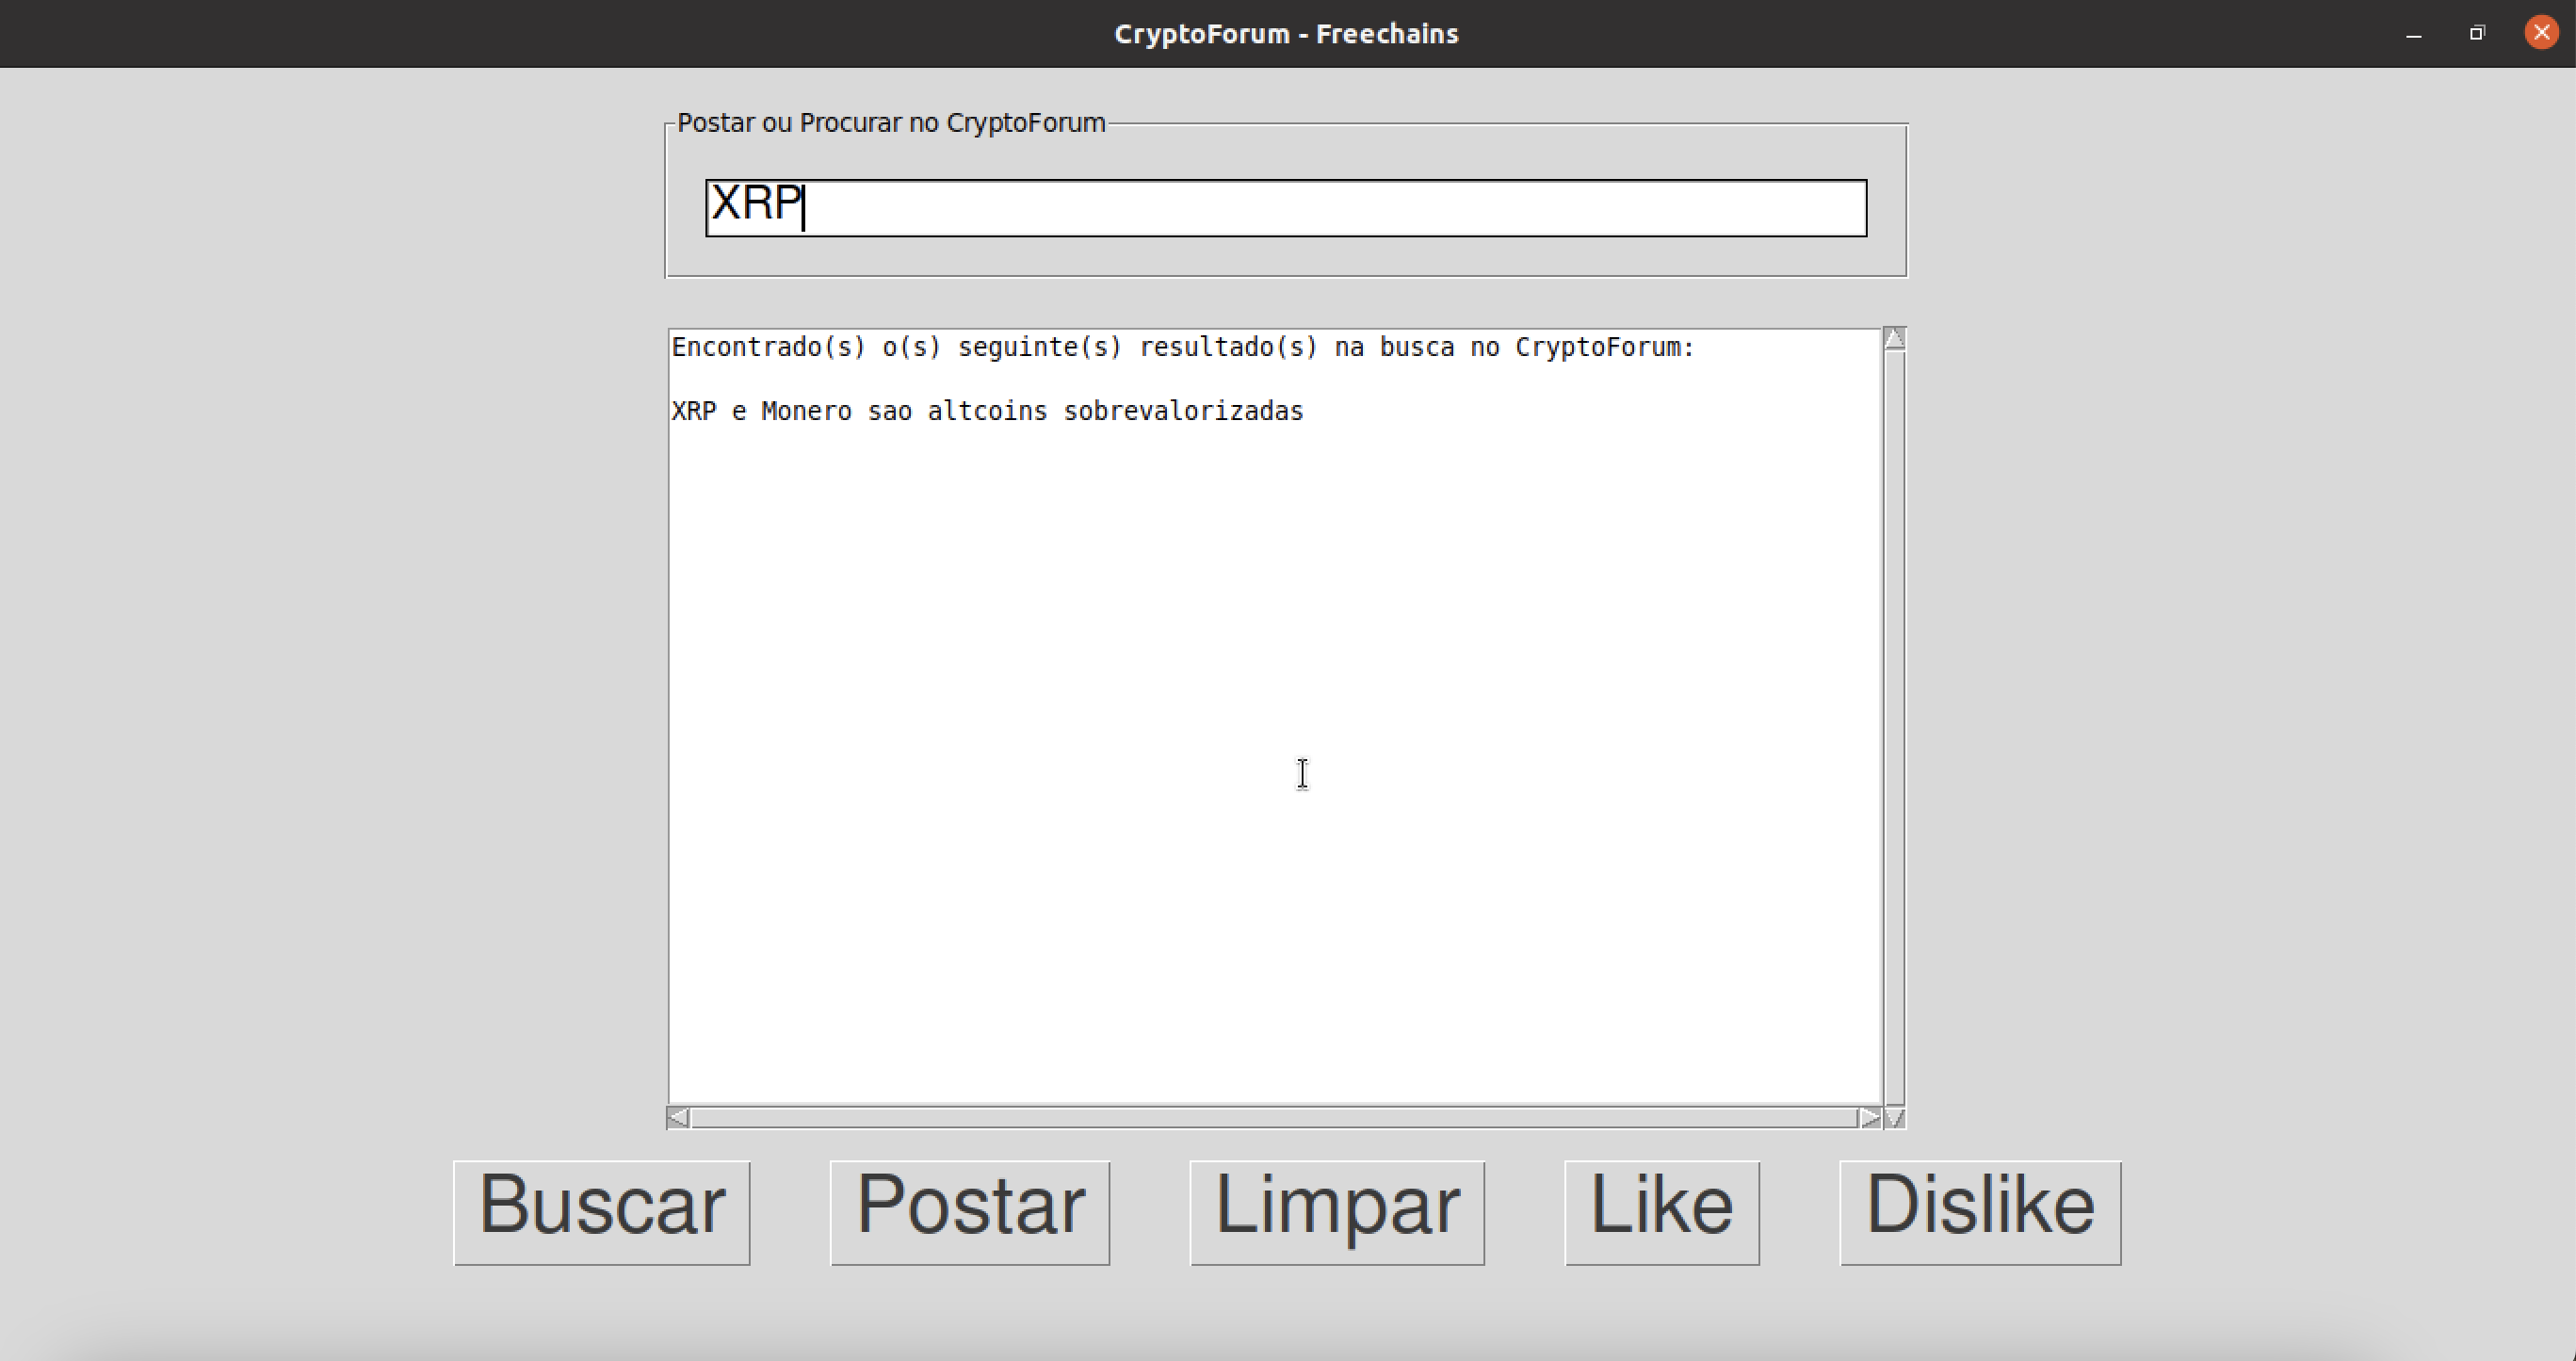 CryptoForum - Freechains
Postar ou Procurar no CryptoForum
XRP
Encontrado(s) o(s) seguinte(s) resultado(s) na busca no CryptoForum:
XRP e Monero sao altcoins sobrevalorizadas
Buscar Postar Limpar Like Dislike